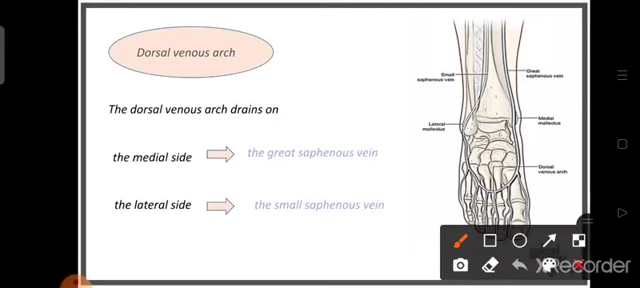 Dorsal venous arch
The dorsal venous arch drains on
the medial side
the great saphenous vein
the lateral side
the small saphenous vein
Small
saphenous vein
Great
saphenous vein
Lateral
malleolus
Medial
malleolus
Dorsal
venous arch
XRecorder